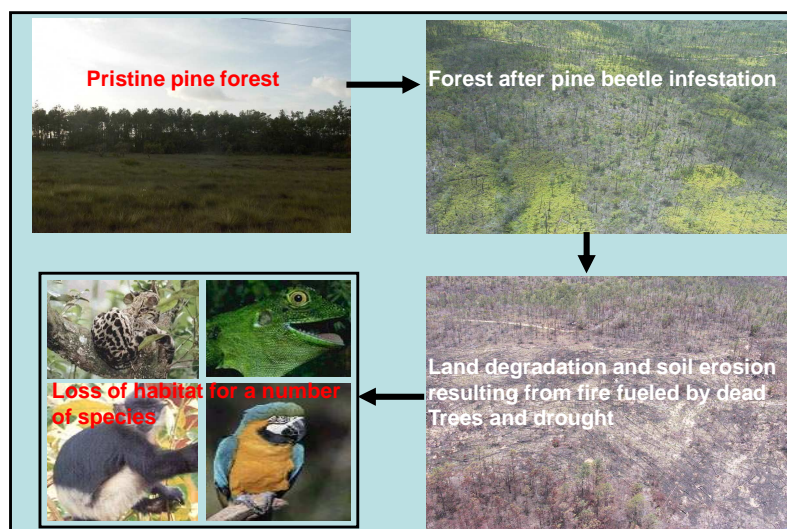 Pristine pine forest
Forest after pine beetle infestation
Land degradation and soil erosion
resulting from fire fueled by dead
Trees and drought
Loss of habitat for a number
of species